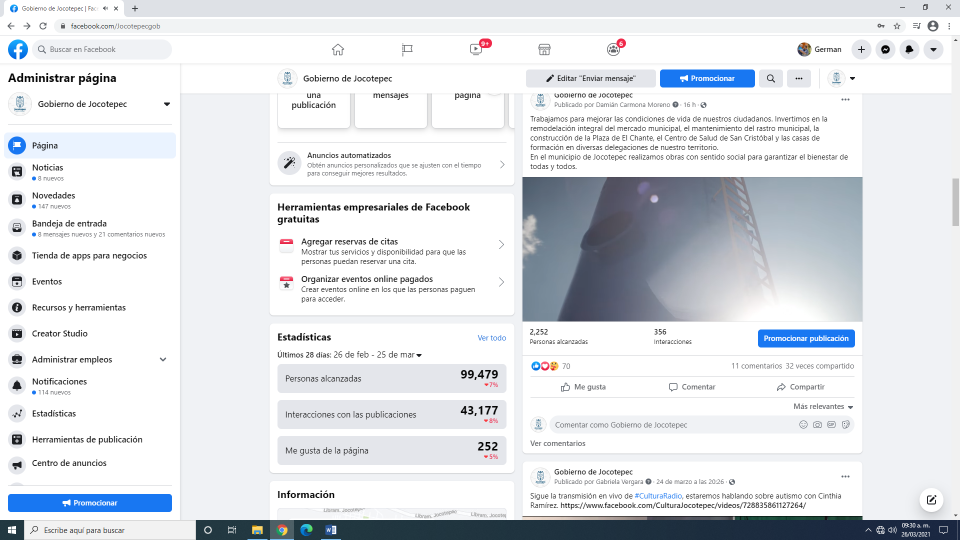 Gobierno de Jocotepec | Fac
facebook.com/Jocotepecgob
Buscar en Facebook
9+
6
German
Administrar página
Gobierno de Jocotepec
Página
Noticias
8 nuevos
Novedades
147 nuevos
Bandeja de entrada
8 mensajes nuevos y 21 comentarios nuevos
Tienda de apps para negocios
Eventos
Recursos y herramientas
Creator Studio
Administrar empleos
Notificaciones
114 nuevos
Estadísticas
Herramientas de publicación
Centro de anuncios
Promocionar
Gobierno de Jocotepec
Editar "Enviar mensaje"
Promocionar
una
publicación
mensajes
página
Anuncios automatizados
Obtén anuncios personalizados que se ajusten con el tiempo
para conseguir mejores resultados.
Herramientas empresariales de Facebook
gratuitas
Agregar reservas de citas
Mostrar tus servicios y disponibilidad para que las
personas puedan reservar una cita.
Organizar eventos online pagados
Crear eventos online en los que las personas paguen
para acceder.
Estadísticas
Ver todo
Últimos 28 días: 26 de feb - 25 de mar
Personas alcanzadas
99,479
7%
Interacciones con las publicaciones
43,177
8%
Me gusta de la página
252
5%
Información
Libram. Jocotepec
Libram. Jocotepec
Gobierno de Jocotepec
Publicado por Damián Carmona Moreno · 16 h ·
Trabajamos para mejorar las condiciones de vida de nuestros ciudadanos. Invertimos en la
remodelación integral del mercado municipal, el mantenimiento del rastro municipal, la
construcción de la Plaza de El Chante, el Centro de Salud de San Cristóbal y las casas de
formación en diversas delegaciones de nuestro territorio.
En el municipio de Jocotepec realizamos obras con sentido social para garantizar el bienestar de
todas y todos.
2,252
Personas alcanzadas
356
Interacciones
Promocionar publicación
70
11 comentarios 32 veces compartido
Me gusta
Comentar
Compartir
Más relevantes
Comentar como Gobierno de Jocotepec
Ver comentarios
Gobierno de Jocotepec
Publicado por Gabriela Vergara · 24 de marzo a las 20:26 ·
Sigue la transmisión en vivo de #CulturaRadio, estaremos hablando sobre autismo con Cinthia
Ramírez. https://www.facebook.com/CulturaJocotepec/videos/728835861127264/
Escribe aquí para buscar
09:30 a. m.
26/03/2021